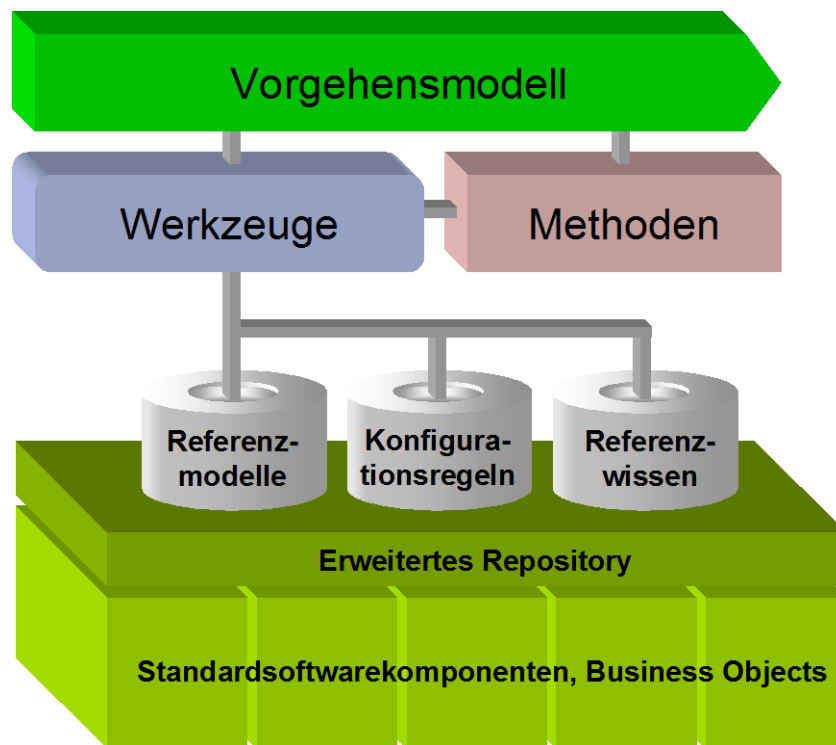 Vorgehensmodell
Werkzeuge
Methoden
Referenz-
modelle
Konfigura-
tionsregeln
Referenz-
wissen
Erweitertes Repository
Standardsoftwarekomponenten, Business Objects